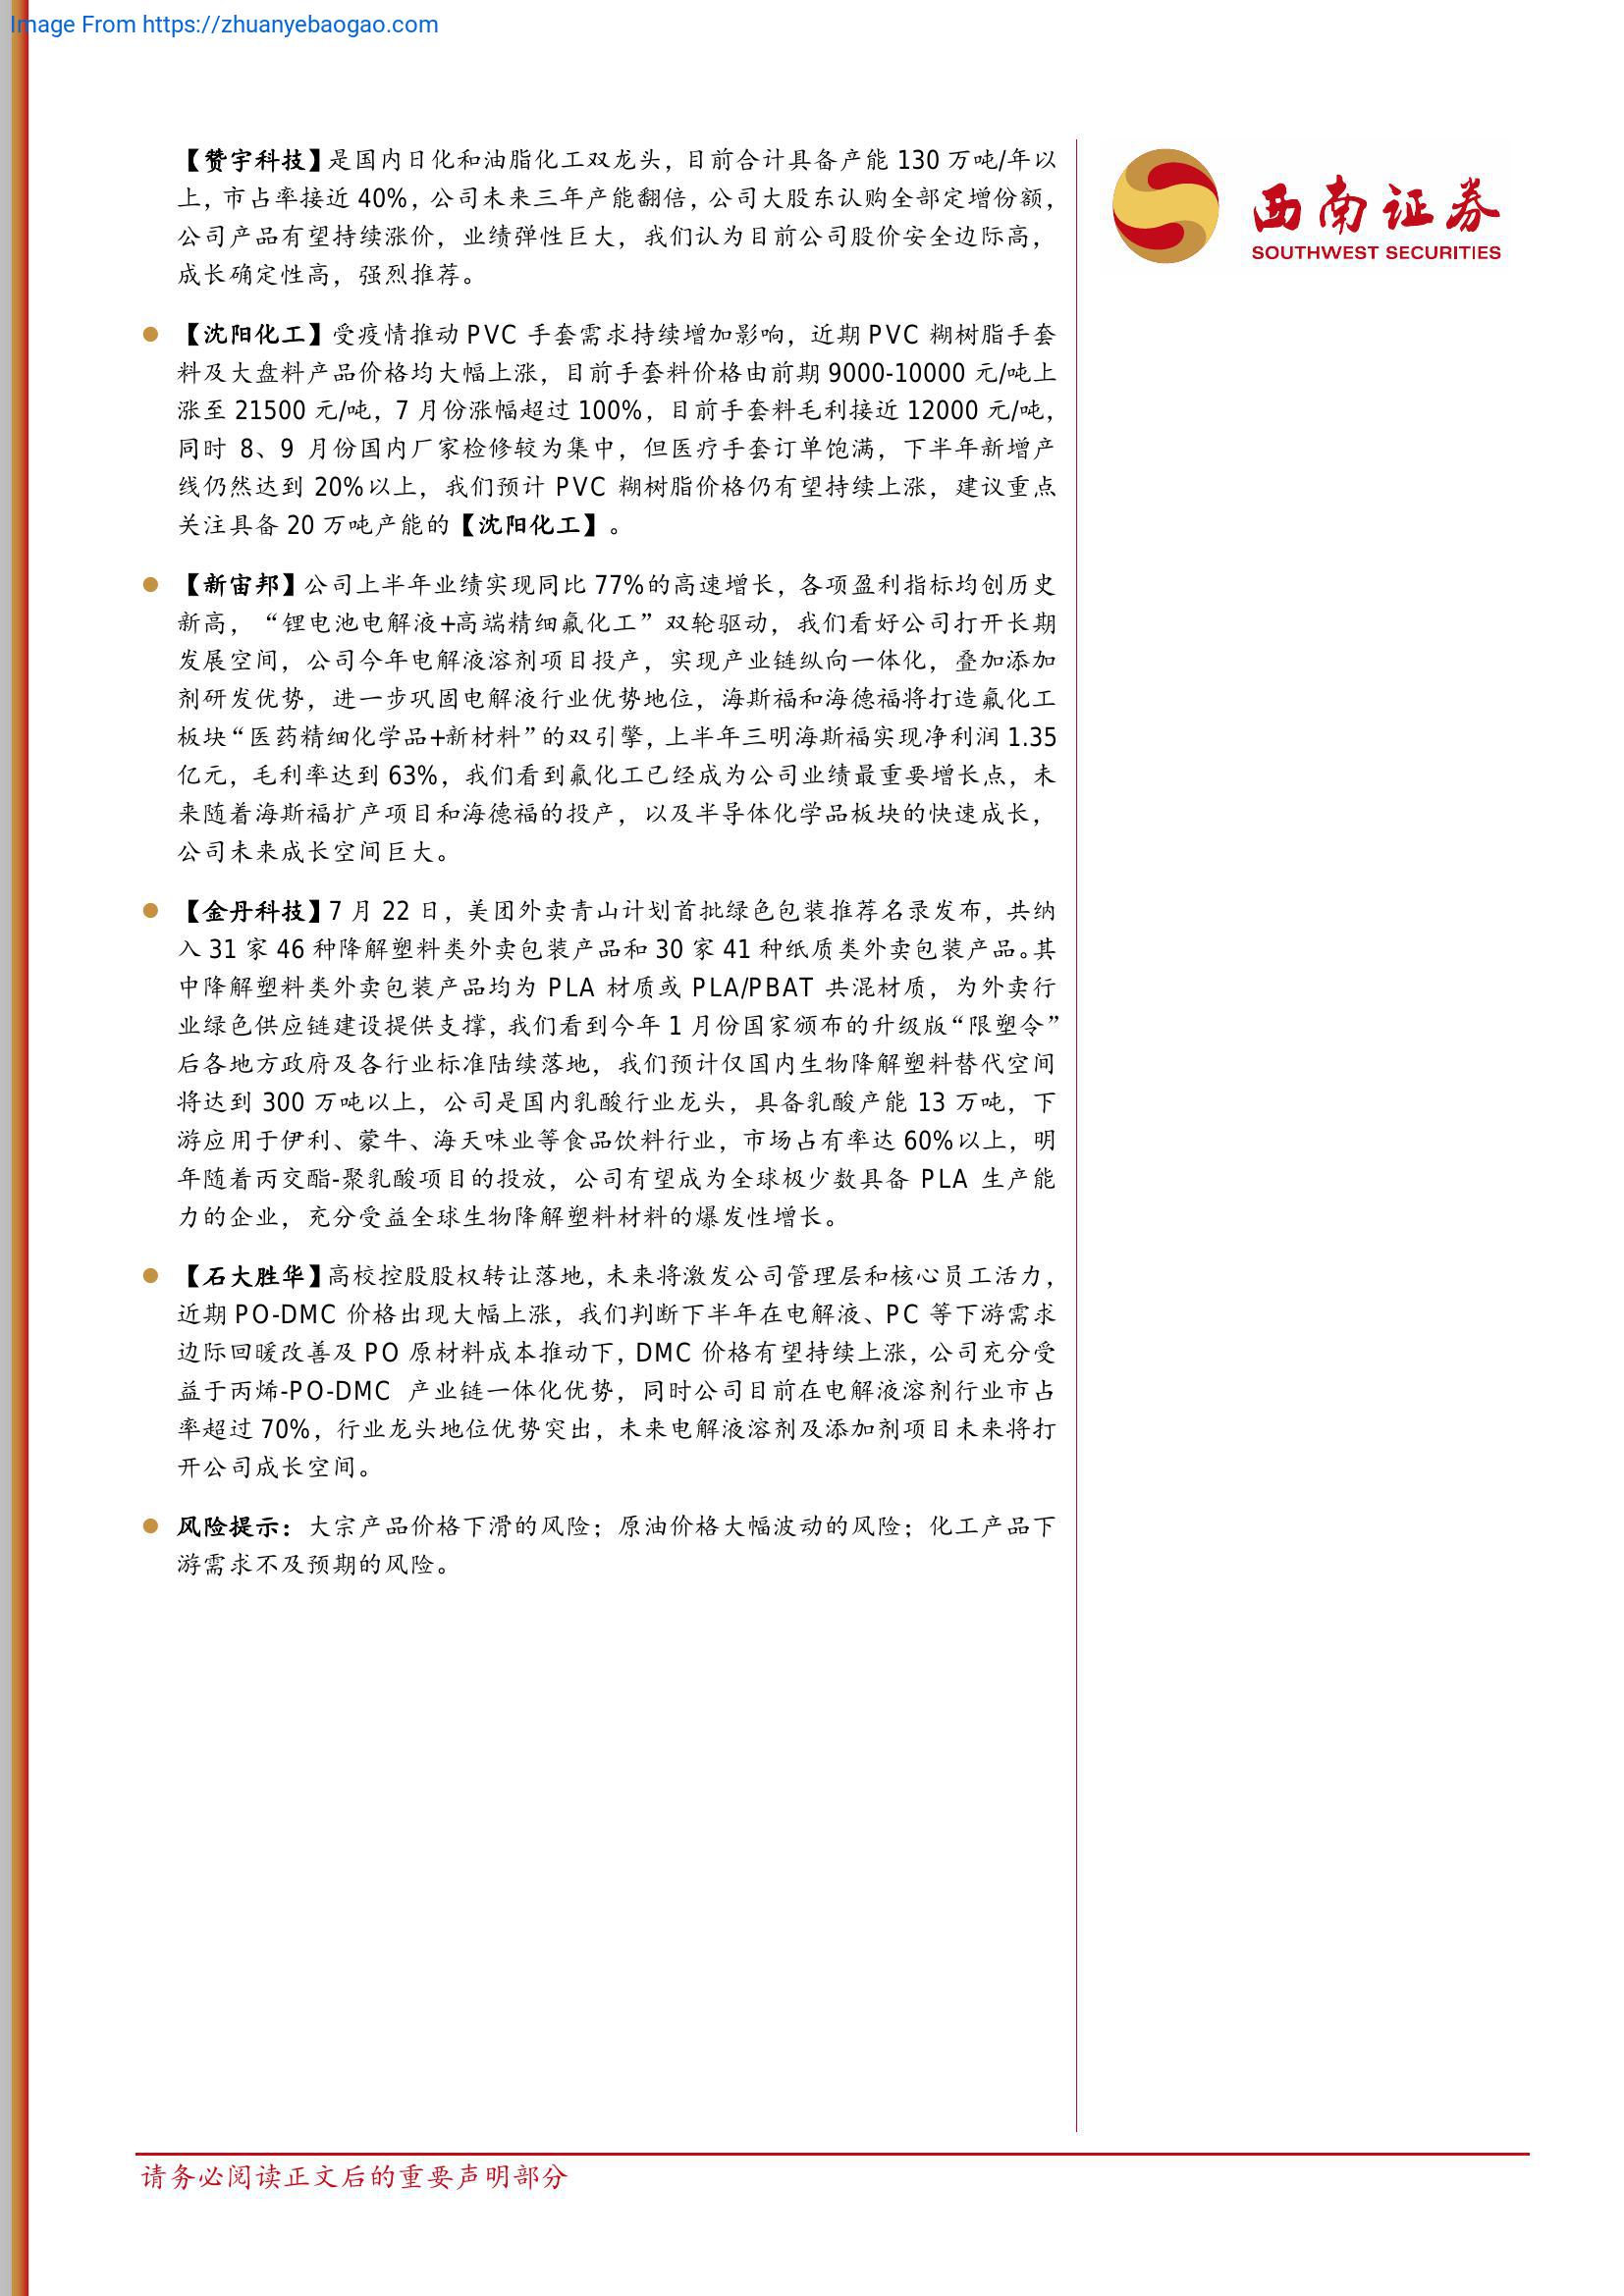 Image From https://zhuanyebaogao.com
西南证券
SOUTHWEST SECURITIES
【赞宇科技】是国内日化和油脂化工双龙头，目前合计具备产能 130 万吨/年以
上，市占率接近 40%，公司未来三年产能翻倍，公司大股东认购全部定增份额，
公司产品有望持续涨价，业绩弹性巨大，我们认为目前公司股价安全边际高，
成长确定性高，强烈推荐。
【沈阳化工】受疫情推动 PVC 手套需求持续增加影响，近期 PVC 糊树脂手套
料及大盘料产品价格均大幅上涨，目前手套料价格由前期 9000-10000 元/吨上
涨至 21500 元/吨，7 月份涨幅超过 100%，目前手套料毛利接近 12000 元/吨，
同时 8、9 月份国内厂家检修较为集中，但医疗手套订单饱满，下半年新增产
线仍然达到 20%以上，我们预计 PVC 糊树脂价格仍有望持续上涨，建议重点
关注具备 20 万吨产能的【沈阳化工】。
【新宙邦】公司上半年业绩实现同比 77%的高速增长，各项盈利指标均创历史
新高，“锂电池电解液+高端精细氟化工”双轮驱动，我们看好公司打开长期
发展空间，公司今年电解液溶剂项目投产，实现产业链纵向一体化，叠加添加
剂研发优势，进一步巩固电解液行业优势地位，海斯福和海德福将打造氟化工
板块“医药精细化学品+新材料”的双引擎，上半年三明海斯福实现净利润 1.35
亿元，毛利率达到 63%，我们看到氟化工已经成为公司业绩最重要增长点，未
来随着海斯福扩产项目和海德福的投产，以及半导体化学品板块的快速成长，
公司未来成长空间巨大。
【金丹科技】7 月 22 日，美团外卖青山计划首批绿色包装推荐名录发布，共纳
入 31 家 46 种降解塑料类外卖包装产品和 30 家 41 种纸质类外卖包装产品。其
中降解塑料类外卖包装产品均为 PLA 材质或 PLA/PBAT 共混材质，为外卖行
业绿色供应链建设提供支撑，我们看到今年 1 月份国家颁布的升级版“限塑令”
后各地方政府及各行业标准陆续落地，我们预计仅国内生物降解塑料替代空间
将达到 300 万吨以上，公司是国内乳酸行业龙头，具备乳酸产能 13 万吨，下
游应用于伊利、蒙牛、海天味业等食品饮料行业，市场占有率达 60%以上，明
年随着丙交酯-聚乳酸项目的投放，公司有望成为全球极少数具备 PLA 生产能
力的企业，充分受益全球生物降解塑料材料的爆发性增长。
【石大胜华】高校控股股权转让落地，未来将激发公司管理层和核心员工活力，
近期 PO-DMC 价格出现大幅上涨，我们判断下半年在电解液、PC 等下游需求
边际回暖改善及 PO 原材料成本推动下，DMC 价格有望持续上涨，公司充分受
益于丙烯-PO-DMC 产业链一体化优势，同时公司目前在电解液溶剂行业市占
率超过 70%，行业龙头地位优势突出，未来电解液溶剂及添加剂项目未来将打
开公司成长空间。
风险提示：大宗产品价格下滑的风险；原油价格大幅波动的风险；化工产品下
游需求不及预期的风险。
请务必阅读正文后的重要声明部分